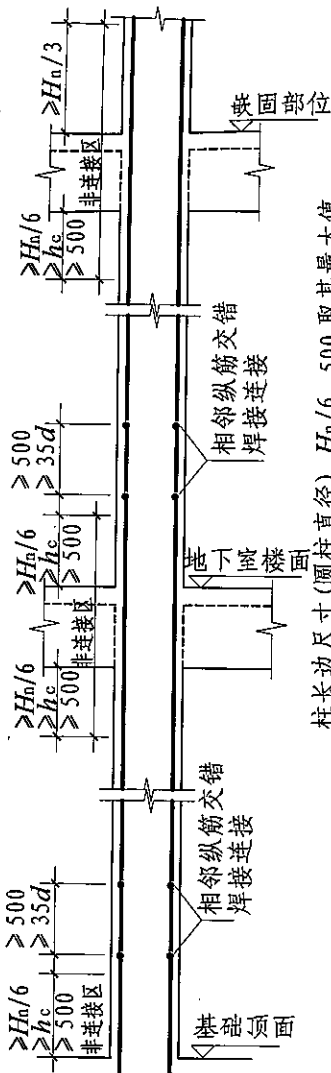 ≥Hn/3
嵌固部位
非连接区
≥Hn/6
≥hc
≥500
相邻纵筋交错
焊接连接
≥500
≥35d
≥Hn/6
≥hc
≥500
地下室楼面
非连接区
≥Hn/6
≥hc
≥500
相邻纵筋交错
焊接连接
≥500
≥35d
≥Hn/6
≥hc
≥500
非连接区
基础顶面
柱长边尺寸(圆柱直径),Hn/6,500取其最大值